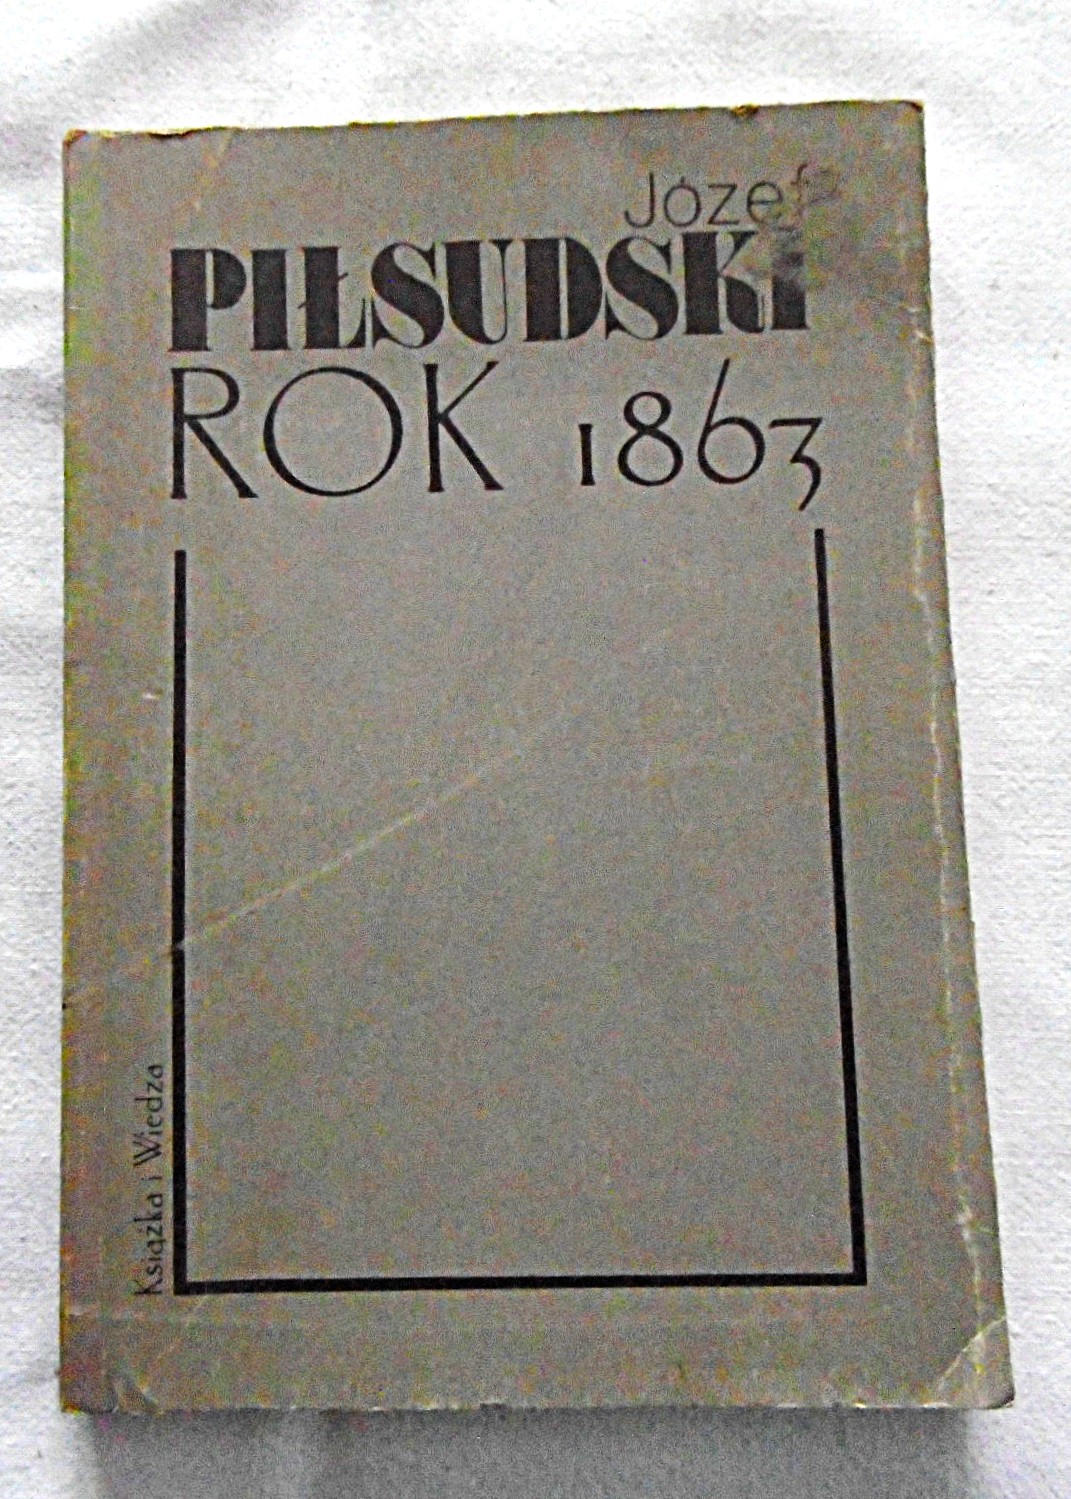 Józef
PIŁSUDSKI
ROK 1863
Książka i Wiedza